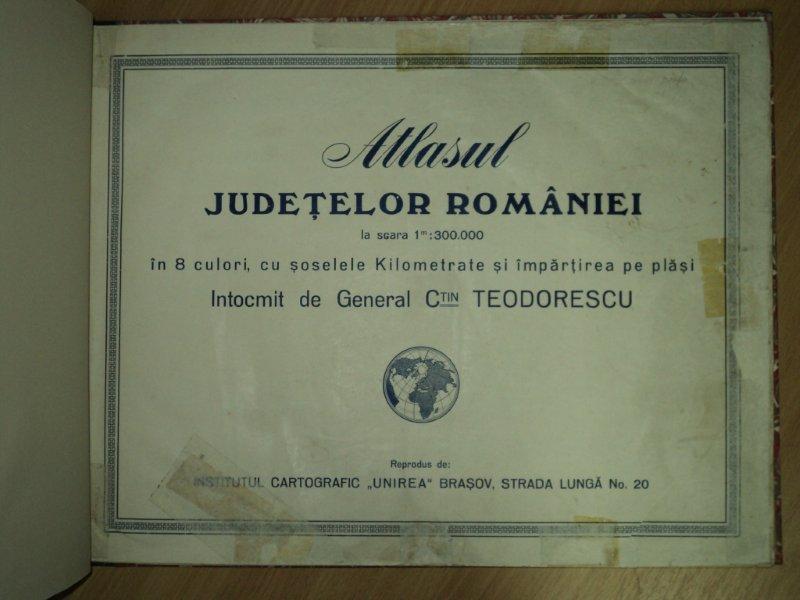 Atlasul
JUDEȚELOR ROMÂNIEI
la scara 1ᵐ:300.000
în 8 culori, cu șoselele Kilometrate și împărțirea pe plăși
Intocmit de General CTIN TEODORESCU
Reprodus de:
INSTITUTUL CARTOGRAFIC „UNIREA“ BRAȘOV, STRADA LUNGĂ No. 20